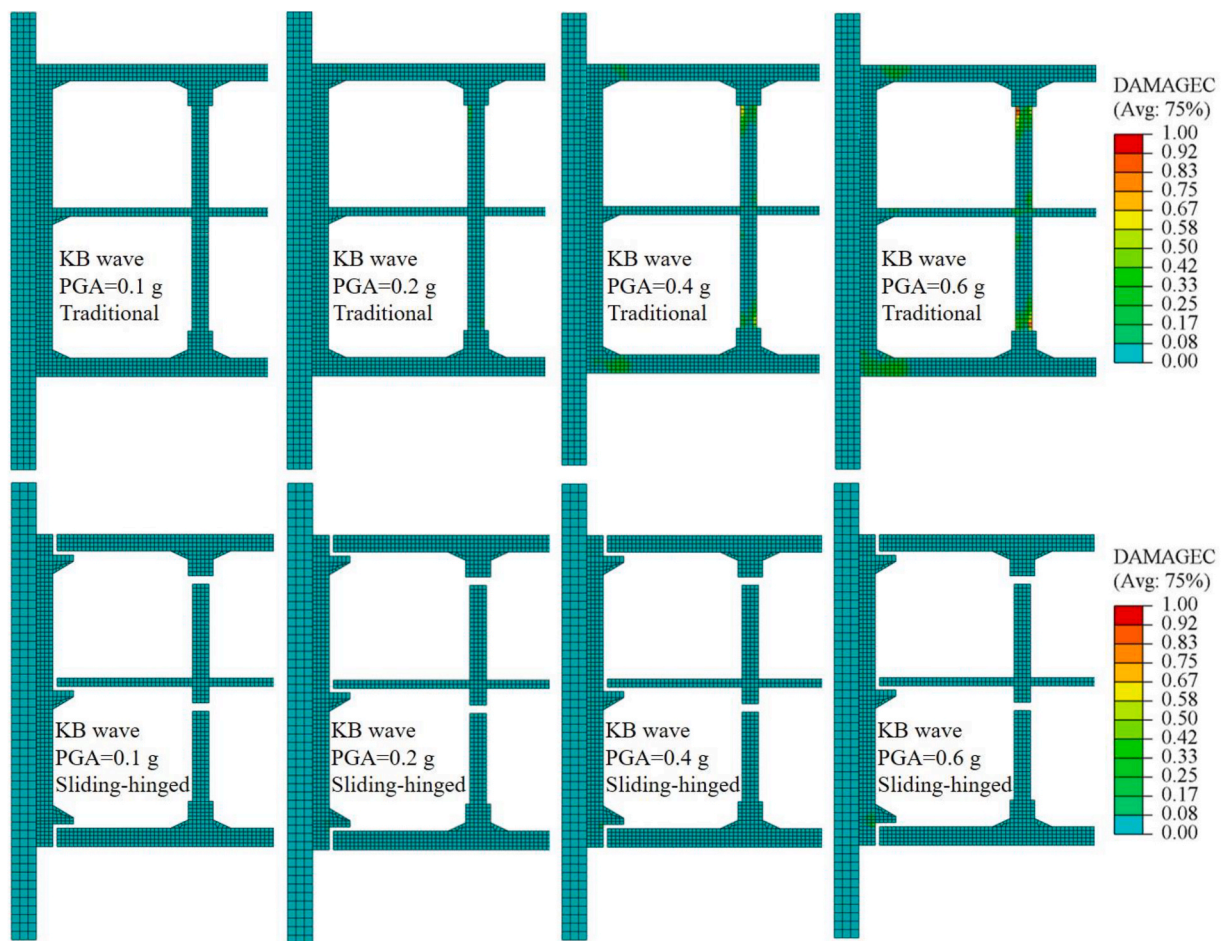 KB wave
PGA=0.1 g
Traditional
KB wave
PGA=0.2 g
Traditional
KB wave
PGA=0.4 g
Traditional
KB wave
PGA=0.6 g
Traditional
DAMAGEC
(Avg: 75%)
1.00
0.92
0.83
0.75
0.67
0.58
0.50
0.42
0.33
0.25
0.17
0.08
0.00
KB wave
PGA=0.1 g
Sliding-hinged
KB wave
PGA=0.2 g
Sliding-hinged
KB wave
PGA=0.4 g
Sliding-hinged
KB wave
PGA=0.6 g
Sliding-hinged
DAMAGEC
(Avg: 75%)
1.00
0.92
0.83
0.75
0.67
0.58
0.50
0.42
0.33
0.25
0.17
0.08
0.00